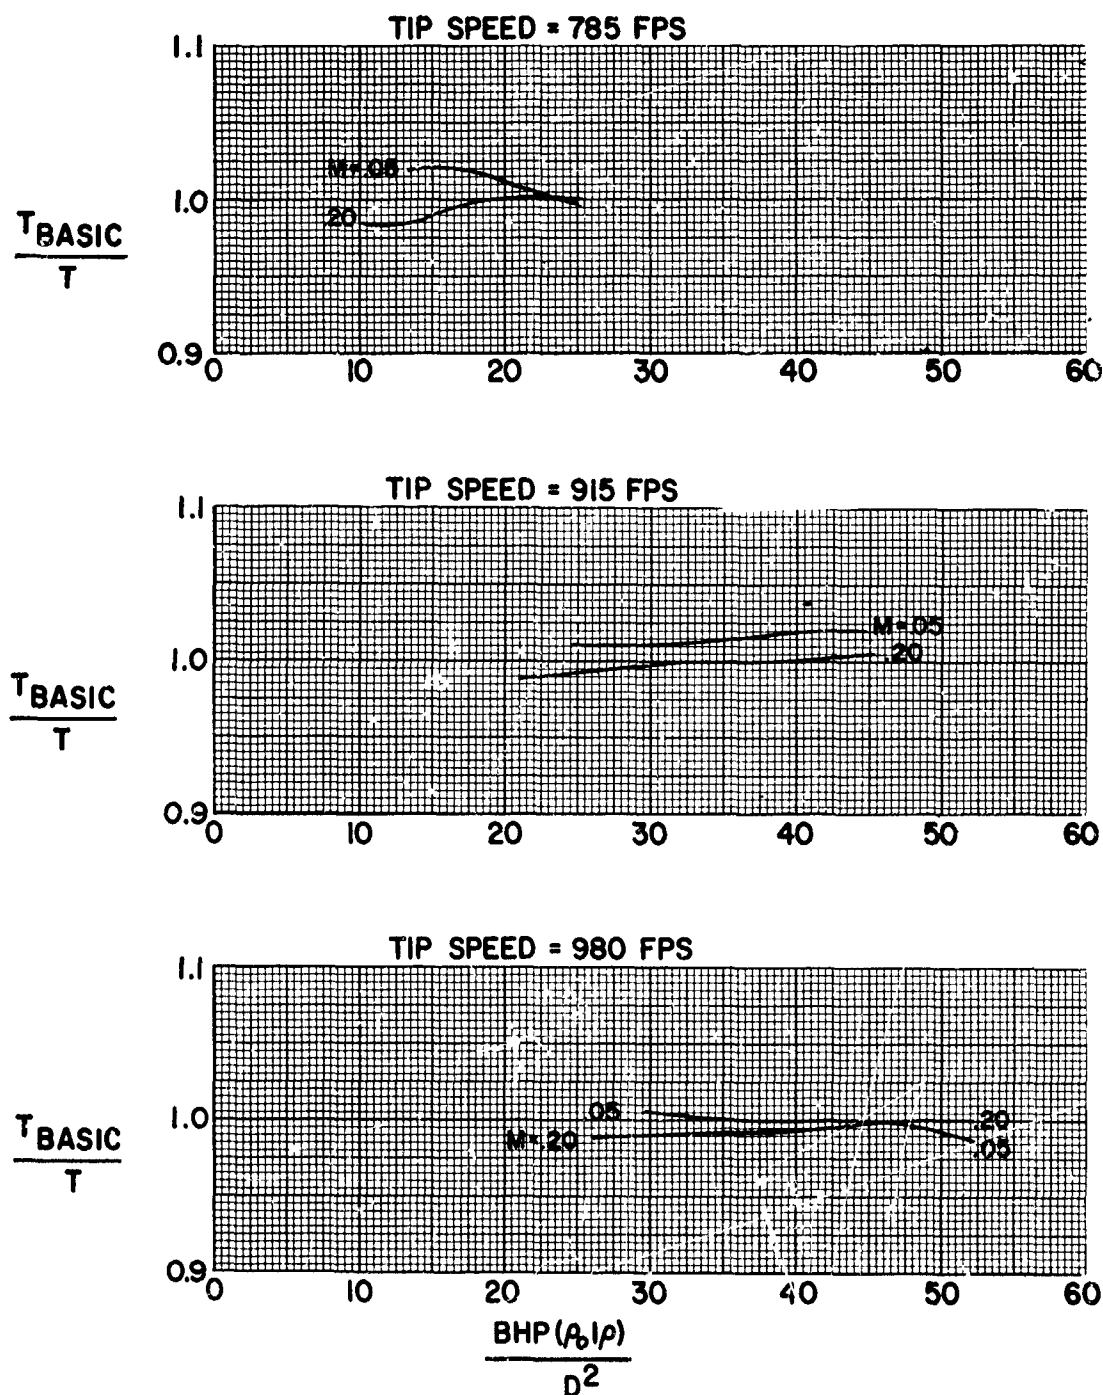 TIP SPEED = 785 FPS
1.1
M=.05
1.0
.20
T BASIC
T
0.9
0 10 20 30 40 50 60
TIP SPEED = 915 FPS
1.1
M=.05
1.0
.20
T BASIC
T
0.9
0 10 20 30 40 50 60
TIP SPEED = 980 FPS
1.1
1.0
.05
.20
M=.20
.05
T BASIC
T
0.9
0 10 20 30 40 50 60
BHP (ρ₀/ρ)
D²